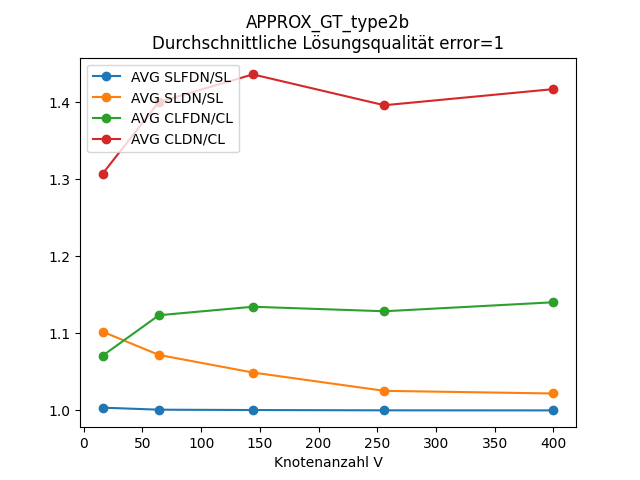 APPROX_GT_type2b
Durchschnittliche Lösungsqualität error=1
AVG SLFDN/SL
AVG SLDN/SL
AVG CLFDN/CL
AVG CLDN/CL
1.4
1.3
1.2
1.1
1.0
0 50 100 150 200 250 300 350 400
Knotenanzahl V